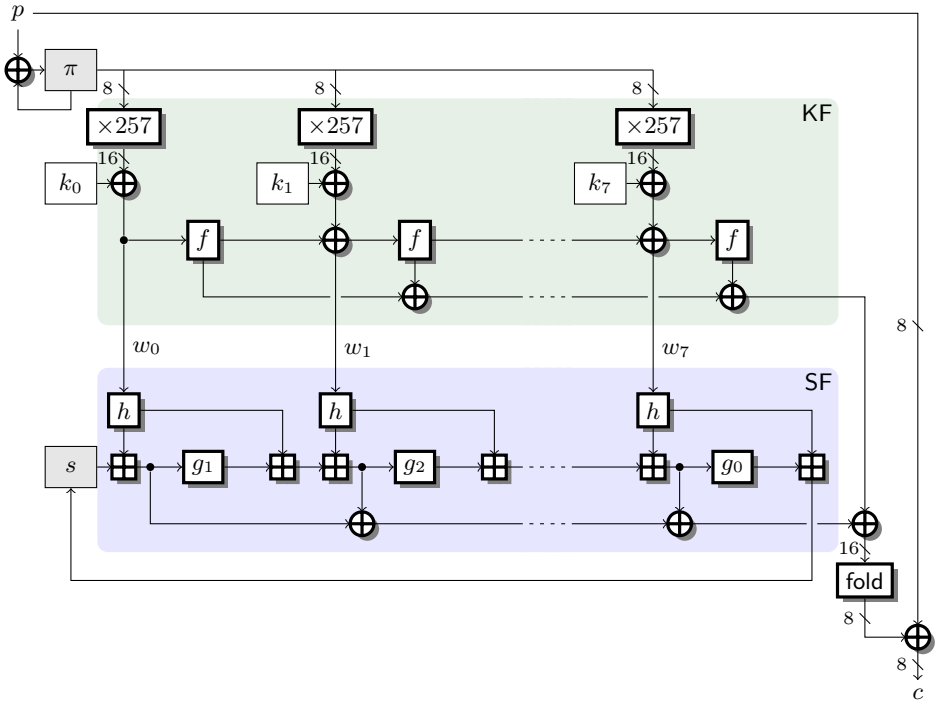 p
π
8 8 8
KF
×257 ×257 ×257
16 16 16
k₀ k₁ k₇
f f f
8
w₀ w₁ w₇
SF
h h h
s g₁ g₂ g₀
16
fold
8
8
c